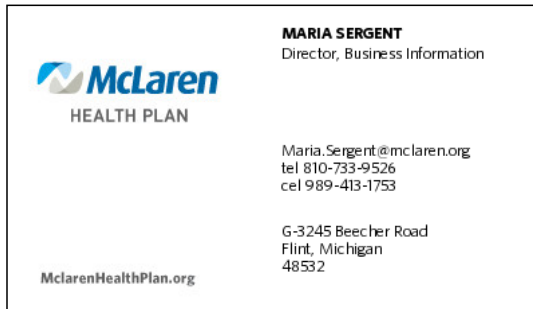 McLaren
HEALTH PLAN
MclarenHealthPlan.org
MARIA SERGENT
Director, Business Information
Maria.Sergent@mclaren.org
tel 810-733-9526
cel 989-413-1753
G-3245 Beecher Road
Flint, Michigan
48532